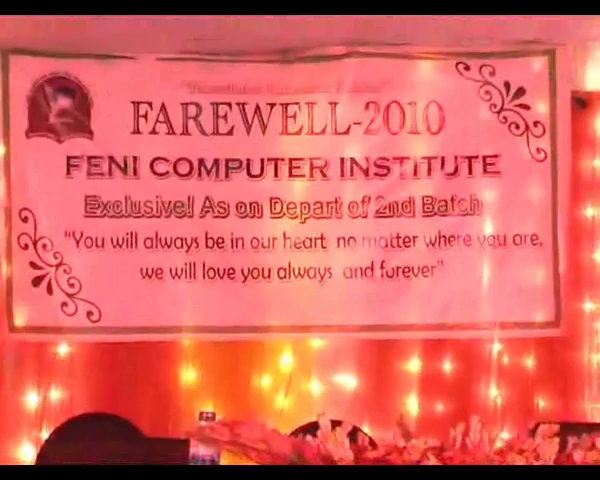 FAREWELL-2010
FENI COMPUTER INSTITUTE
Exclusive! As on Depart of 2nd Batch
"You will always be in our heart no matter where you are,
we will love you always and furever"